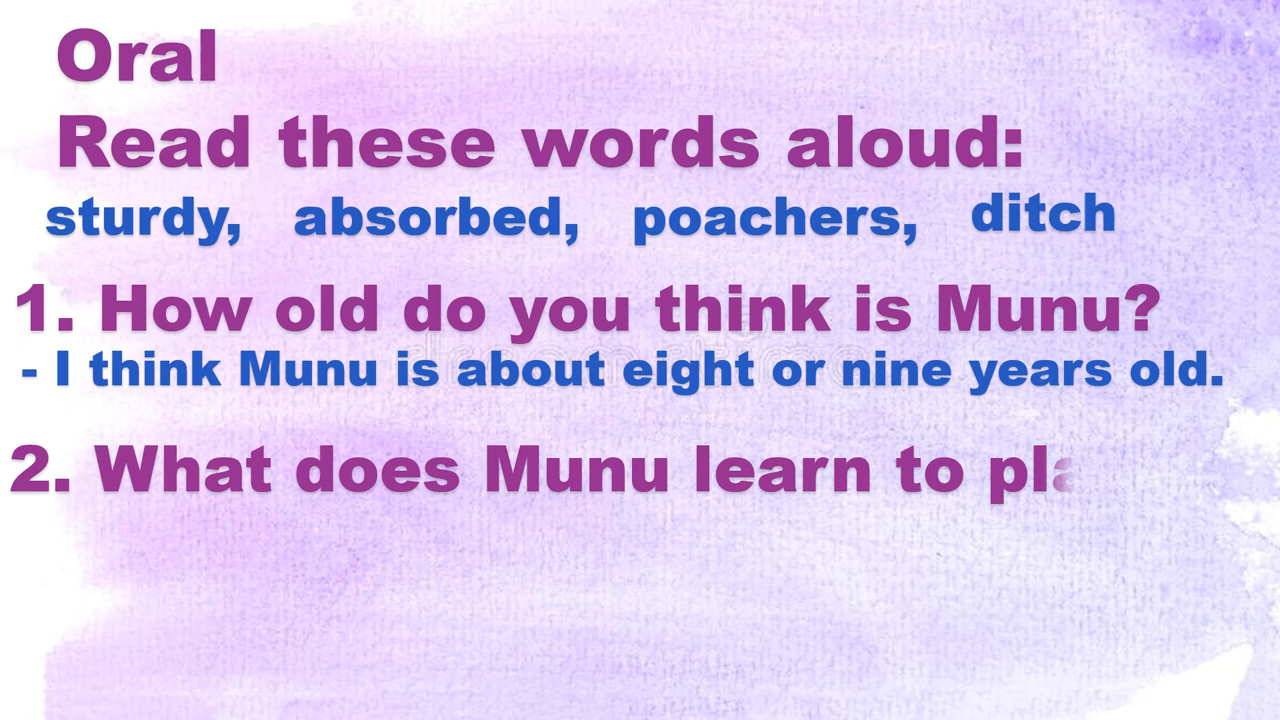 Oral
Read these words aloud:
sturdy, absorbed, poachers, ditch
1. How old do you think is Munu?
- I think Munu is about eight or nine years old.
2. What does Munu learn to